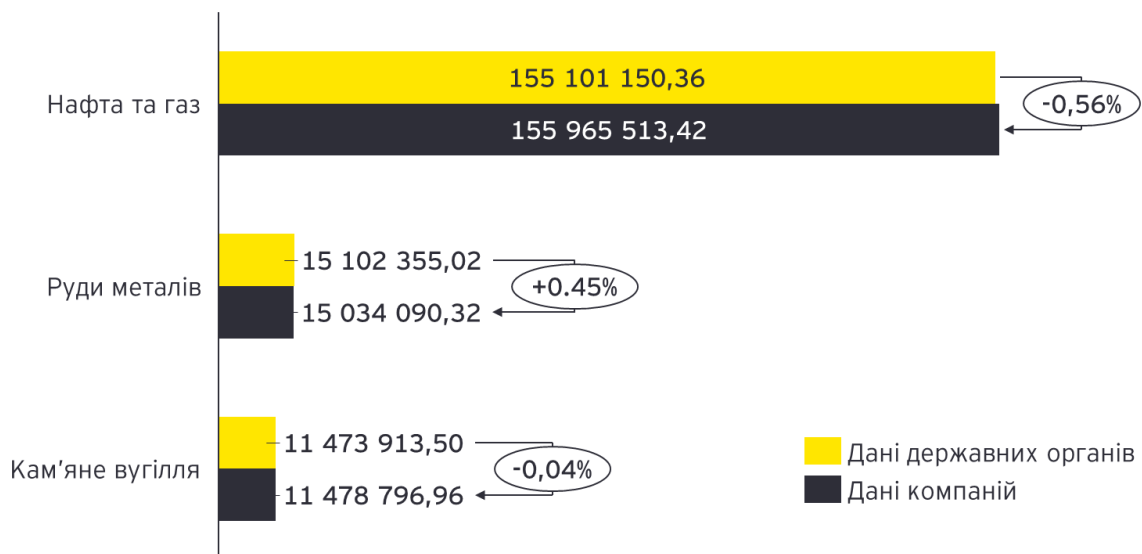 155 101 150,36
Нафта та газ
-0,56%
155 965 513,42
15 102 355,02
Руди металів
+0.45%
15 034 090,32
11 473 913,50
Кам’яне вугілля
-0,04%
11 478 796,96
Дані державних органів
Дані компаній